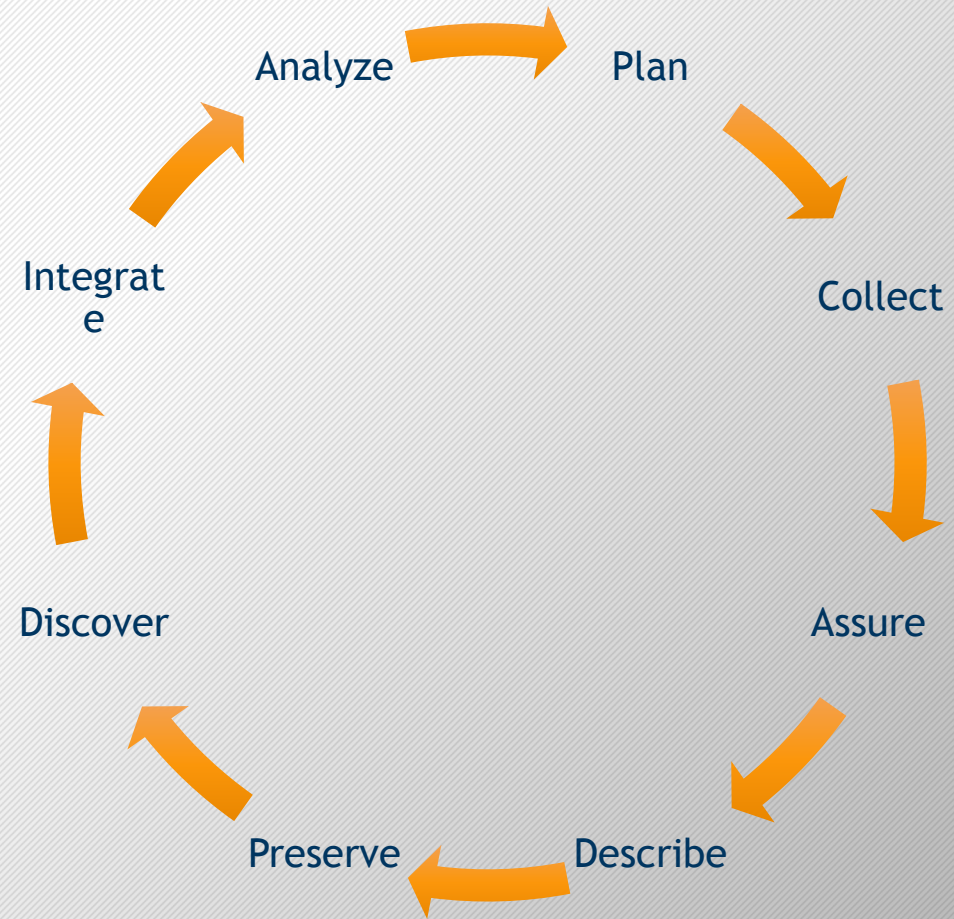 Analyze
Plan
Collect
Assure
Describe
Preserve
Discover
Integrat
e